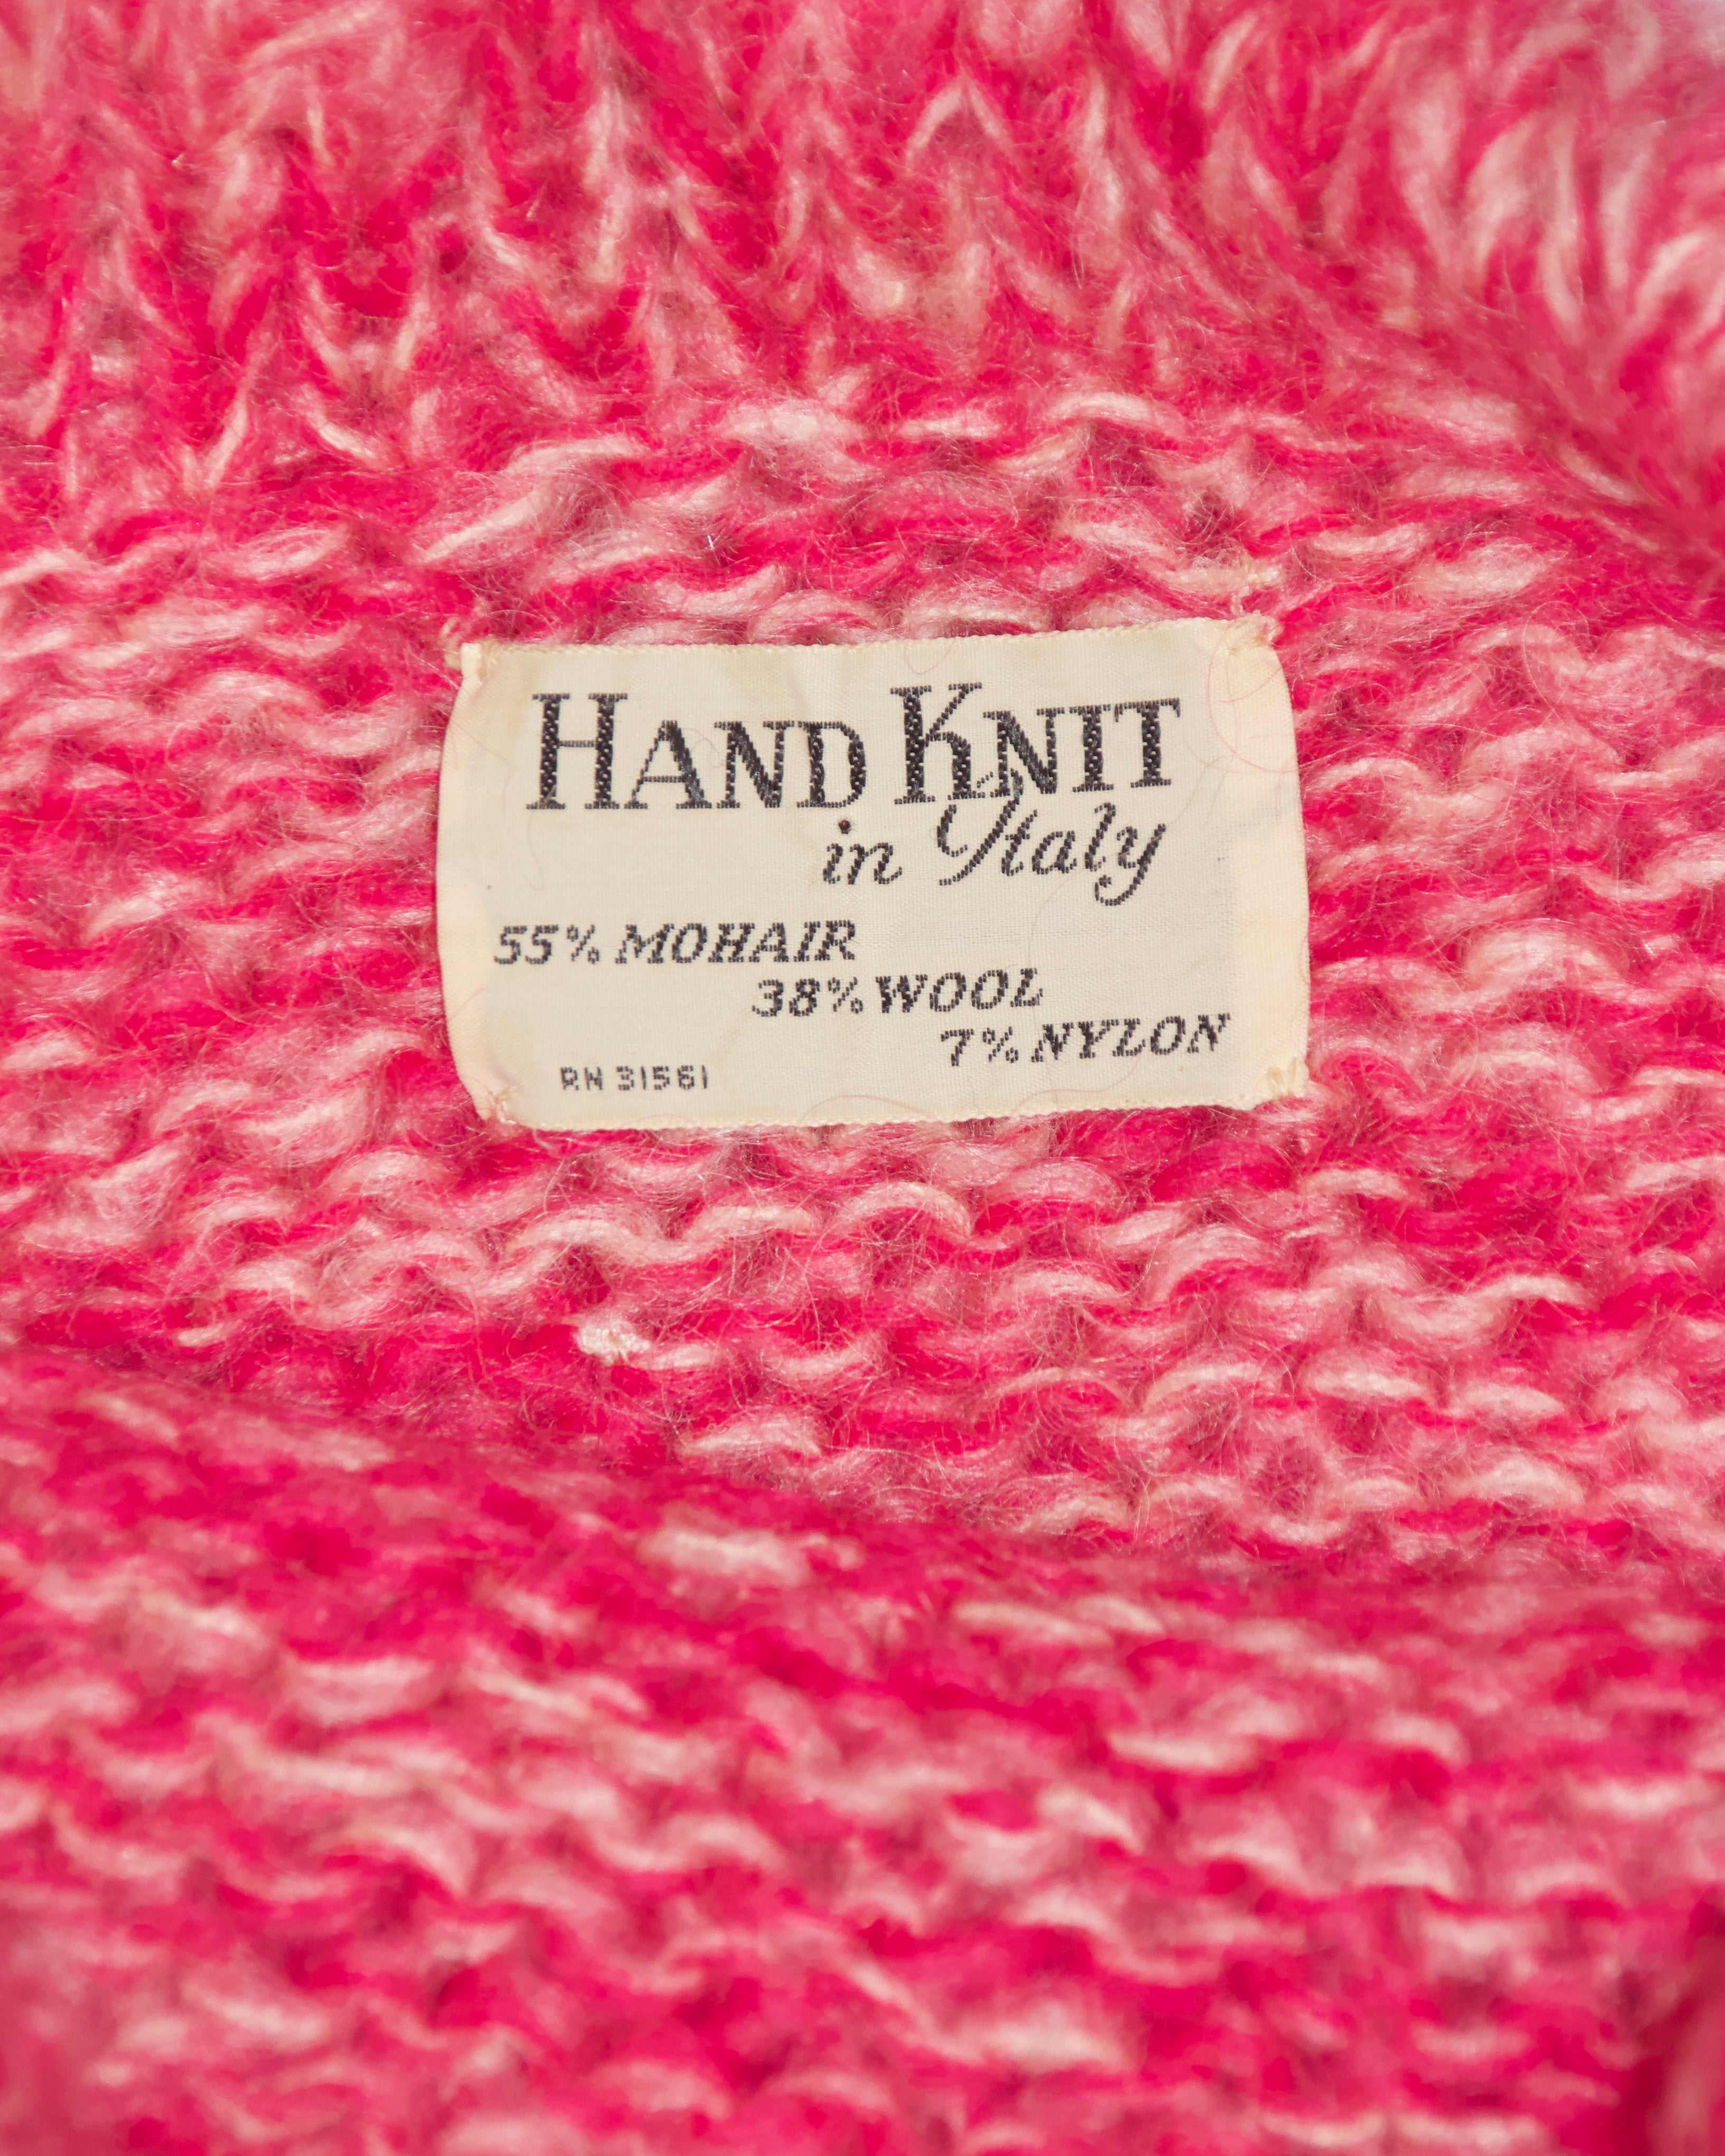 HAND KNIT
in Italy
55% MOHAIR
38% WOOL
7% NYLON
RN 31561